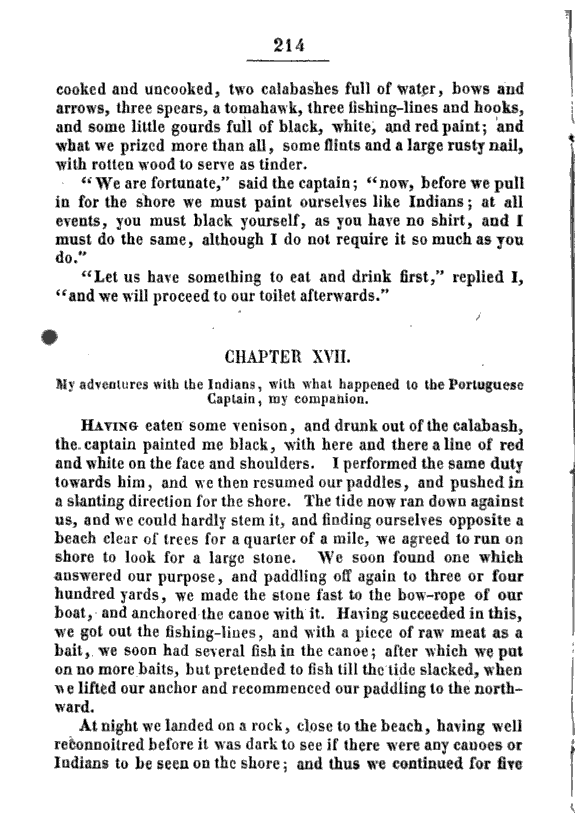 214
cooked and uncooked, two calabashes full of water, bows and
arrows, three spears, a tomahawk, three fishing-lines and hooks,
and some little gourds full of black, white, and red paint; and
what we prized more than all, some flints and a large rusty nail,
with rotten wood to serve as tinder.
“We are fortunate,” said the captain; “now, before we pull
in for the shore we must paint ourselves like Indians; at all
events, you must black yourself, as you have no shirt, and I
must do the same, although I do not require it so much as you
do.”
“Let us have something to eat and drink first,” replied I,
“and we will proceed to our toilet afterwards.”
CHAPTER XVII.
My adventures with the Indians, with what happened to the Portuguese
Captain, my companion.
HAVING eaten some venison, and drunk out of the calabash,
the captain painted me black, with here and there a line of red
and white on the face and shoulders. I performed the same duty
towards him, and we then resumed our paddles, and pushed in
a slanting direction for the shore. The tide now ran down against
us, and we could hardly stem it, and finding ourselves opposite a
beach clear of trees for a quarter of a mile, we agreed to run on
shore to look for a large stone. We soon found one which
answered our purpose, and paddling off again to three or four
hundred yards, we made the stone fast to the bow-rope of our
boat, and anchored the canoe with it. Having succeeded in this,
we got out the fishing-lines, and with a piece of raw meat as a
bait, we soon had several fish in the canoe; after which we put
on no more baits, but pretended to fish till the tide slacked, when
we lifted our anchor and recommenced our paddling to the north-
ward.
At night we landed on a rock, close to the beach, having well
reconnoitred before it was dark to see if there were any canoes or
Indians to be seen on the shore; and thus we continued for five